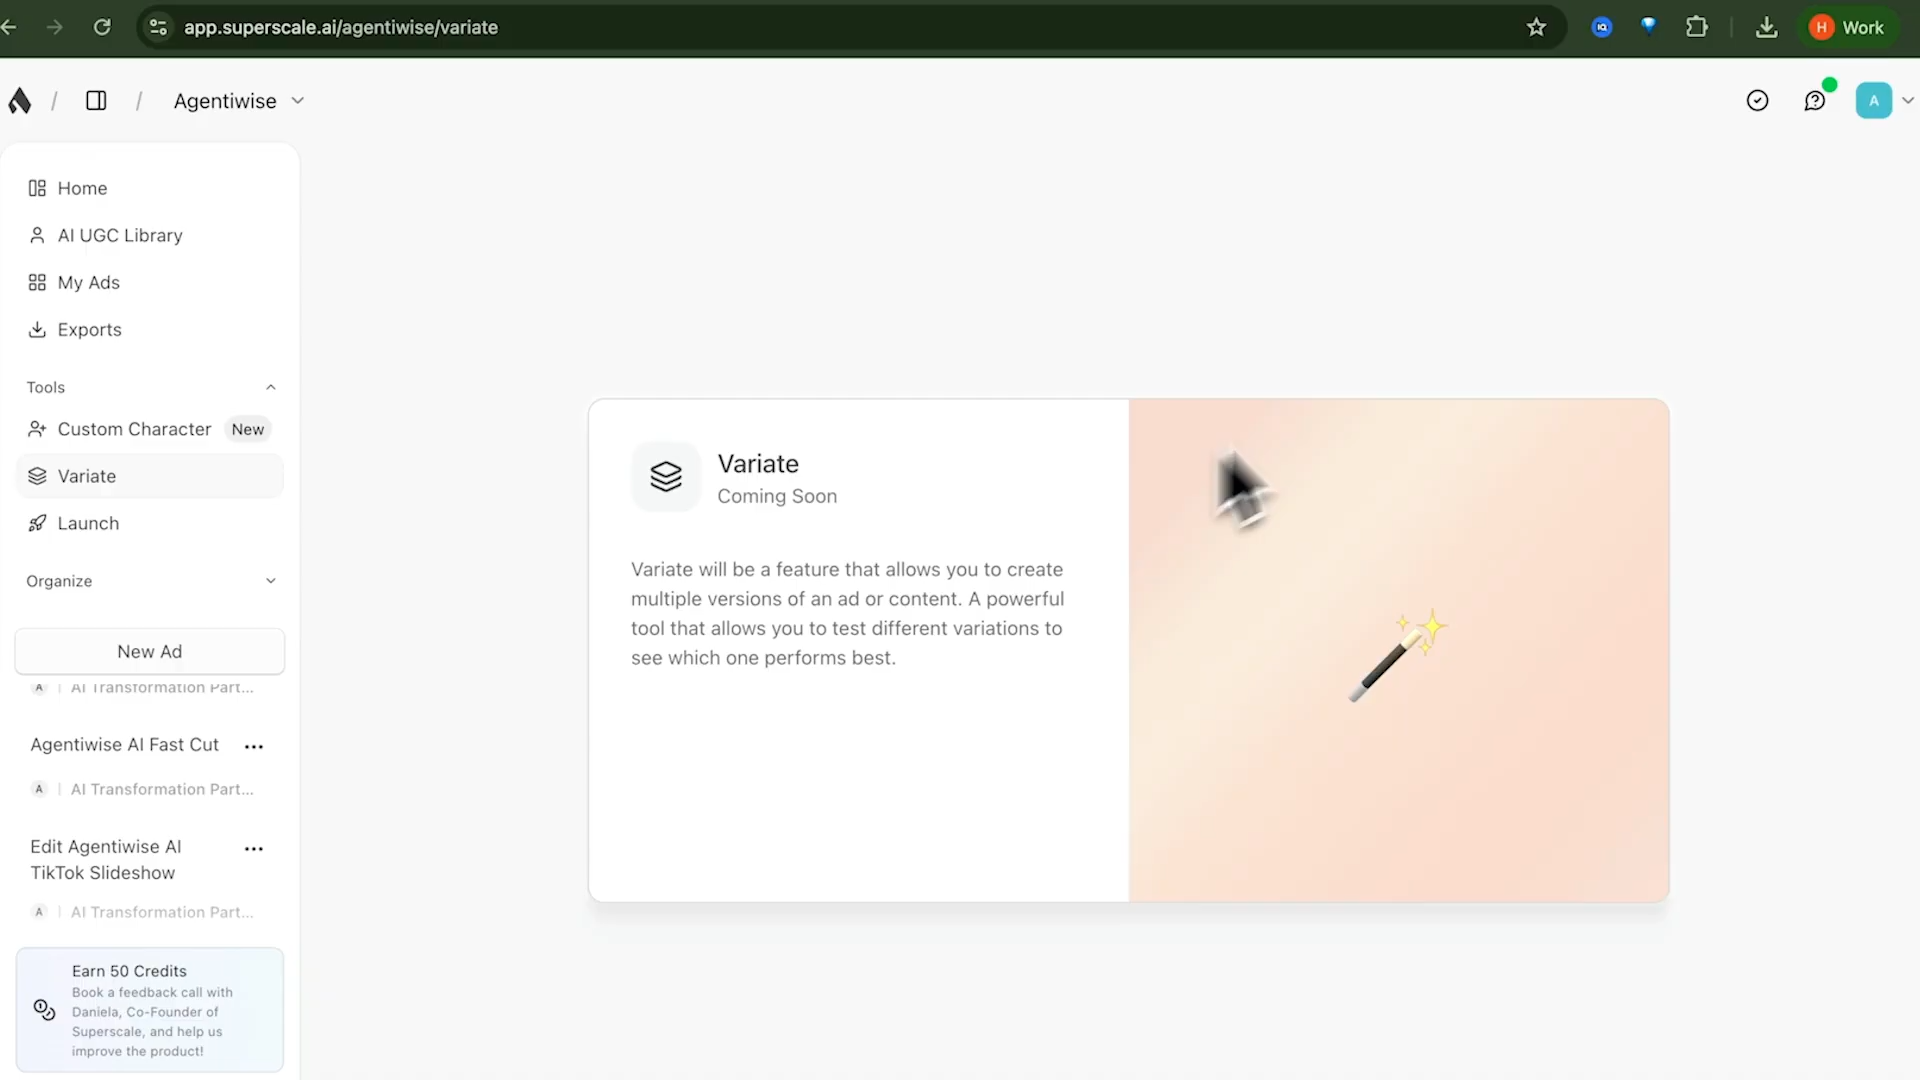 app.superscale.ai/agentiwise/variate
H
Work
Agentiwise
A
Home
AI UGC Library
My Ads
Exports
Tools
Custom Character New
Variate
Launch
Organize
New Ad
A | AI Transformation Part...
Agentiwise AI Fast Cut
A | AI Transformation Part...
Edit Agentiwise AI
TikTok Slideshow
A | AI Transformation Part...
Earn 50 Credits
Book a feedback call with
Daniela, Co-Founder of
Superscale, and help us
improve the product!
Variate
Coming Soon
Variate will be a feature that allows you to create
multiple versions of an ad or content. A powerful
tool that allows you to test different variations to
see which one performs best.